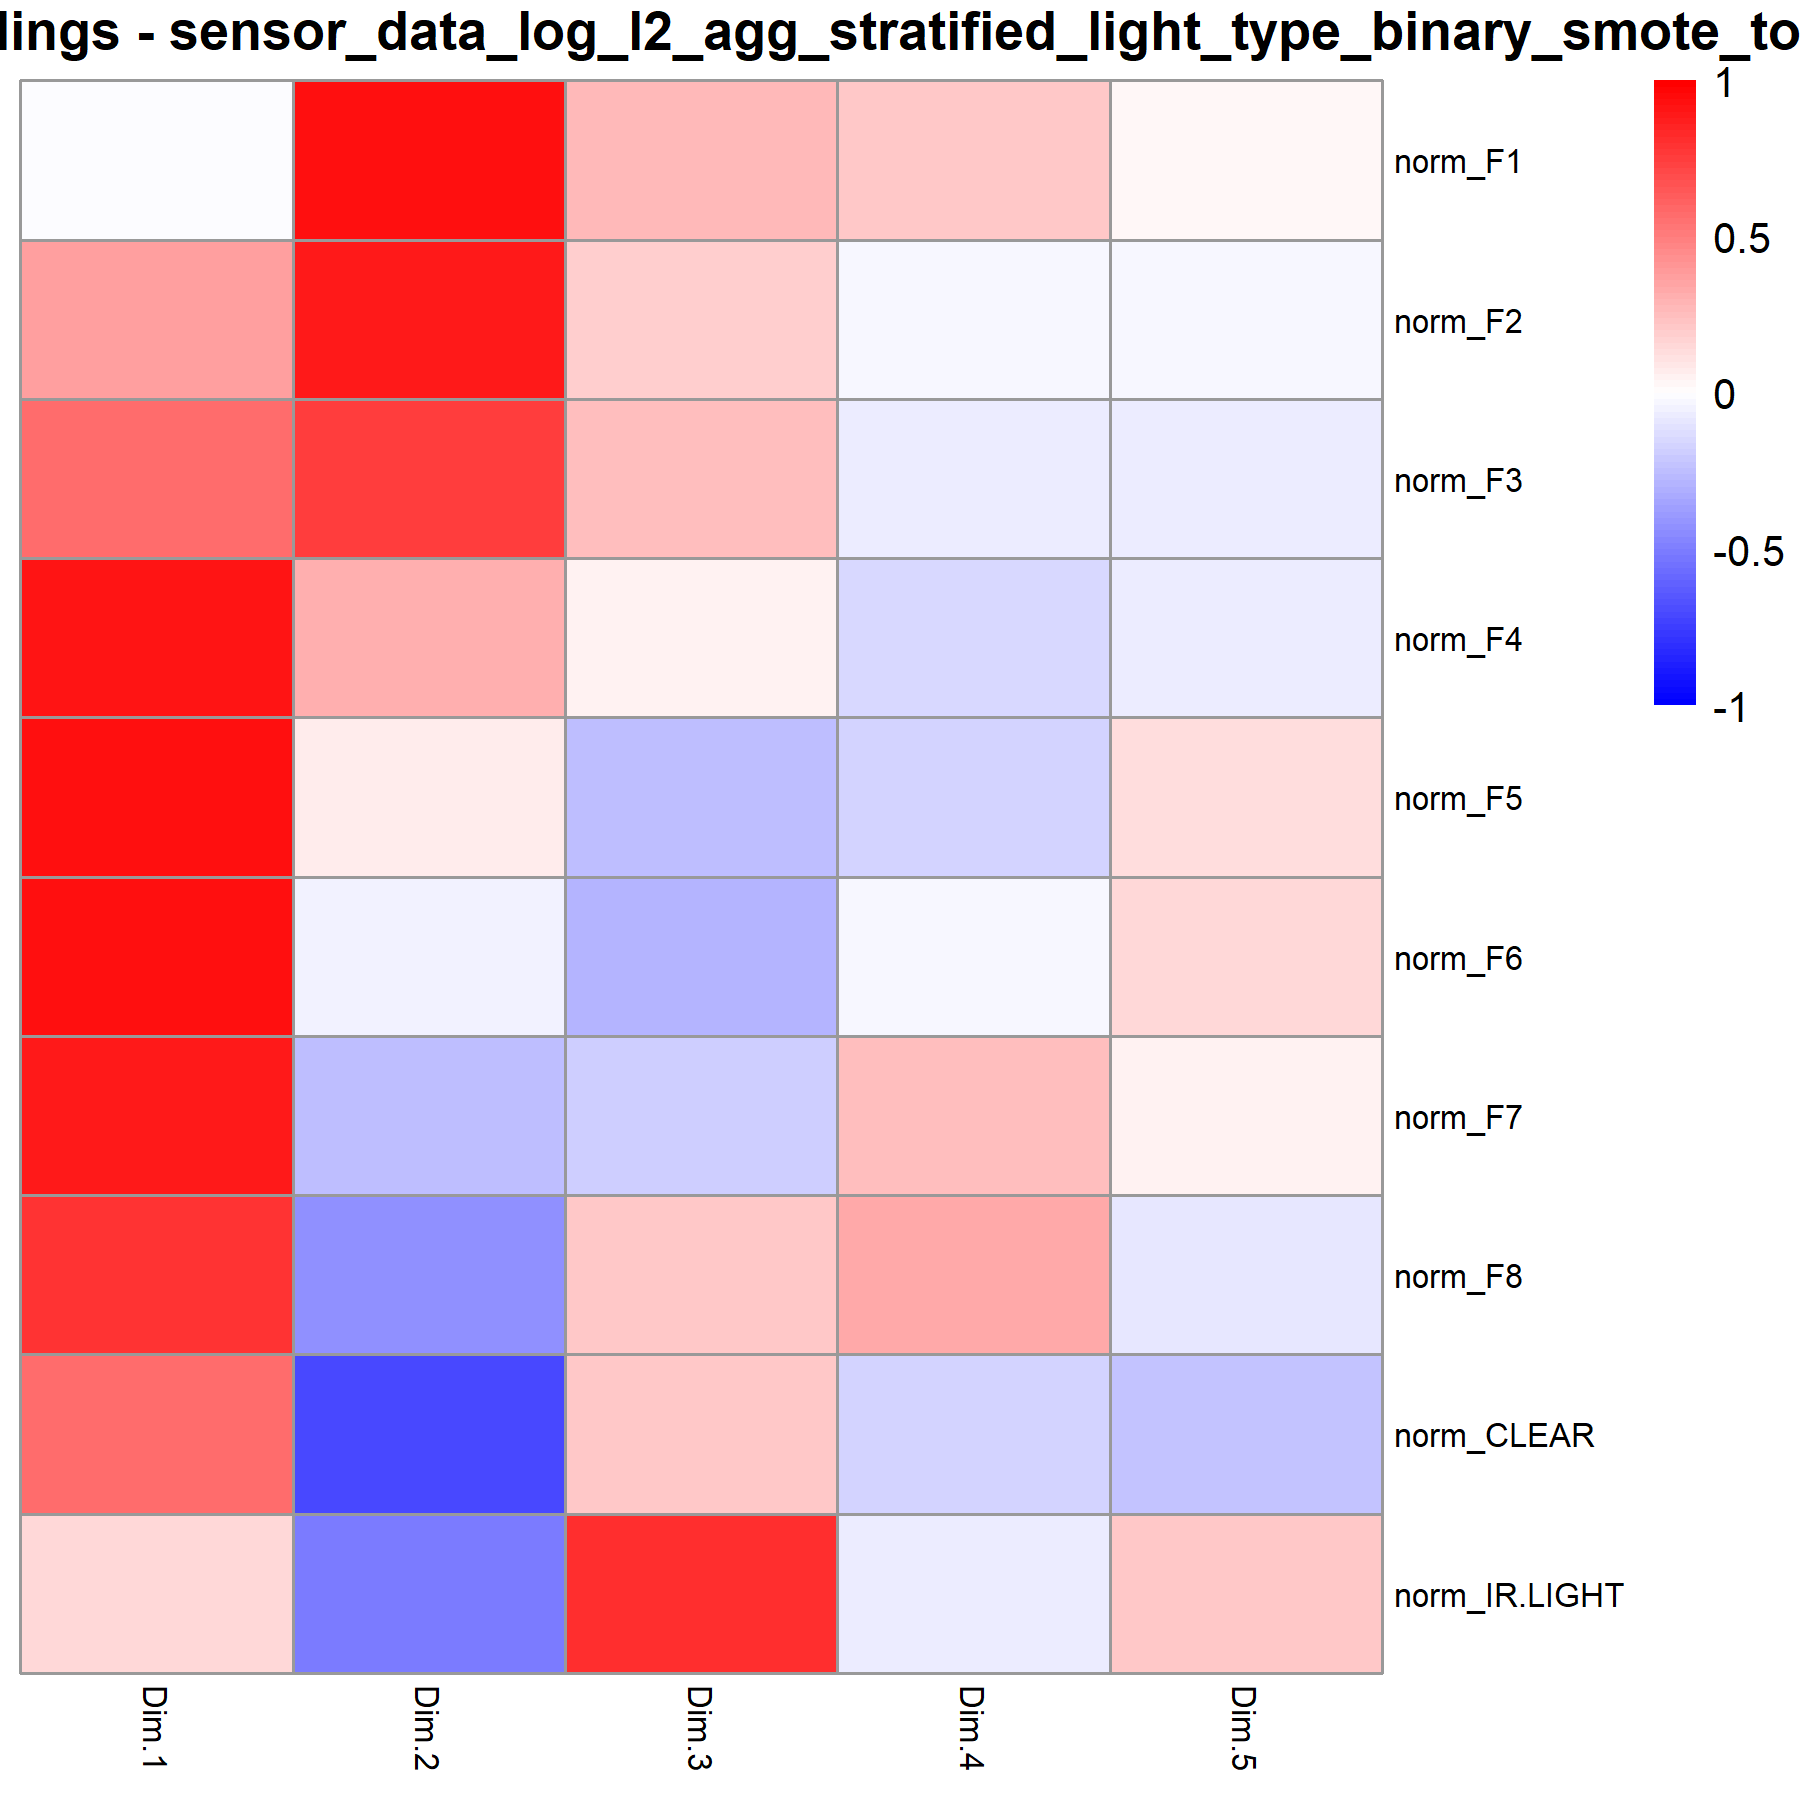 lings - sensor_data_log_l2_agg_stratified_light_type_binary_smote_to
1
0.5
0
-0.5
-1
norm_F1
norm_F2
norm_F3
norm_F4
norm_F5
norm_F6
norm_F7
norm_F8
norm_CLEAR
norm_IR.LIGHT
Dim.1
Dim.2
Dim.3
Dim.4
Dim.5